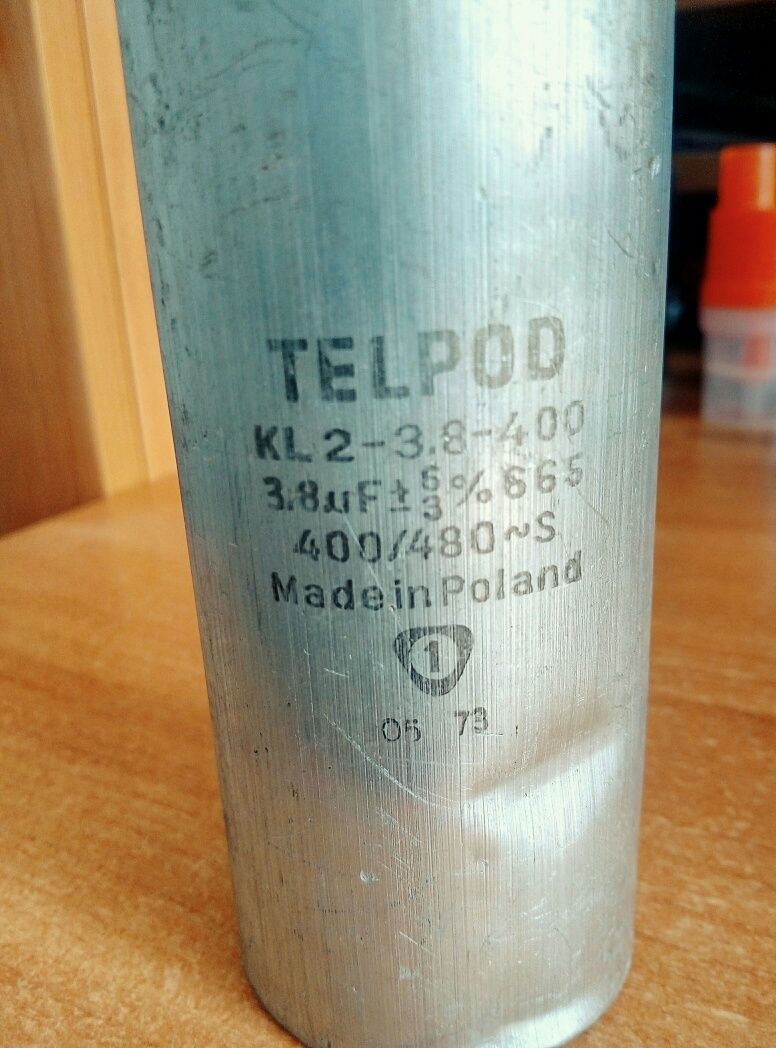 TELPOD
KL2-3.8-400
3.8µF ± 5/3 % 665
400/480~S
Made in Poland
1
05 73